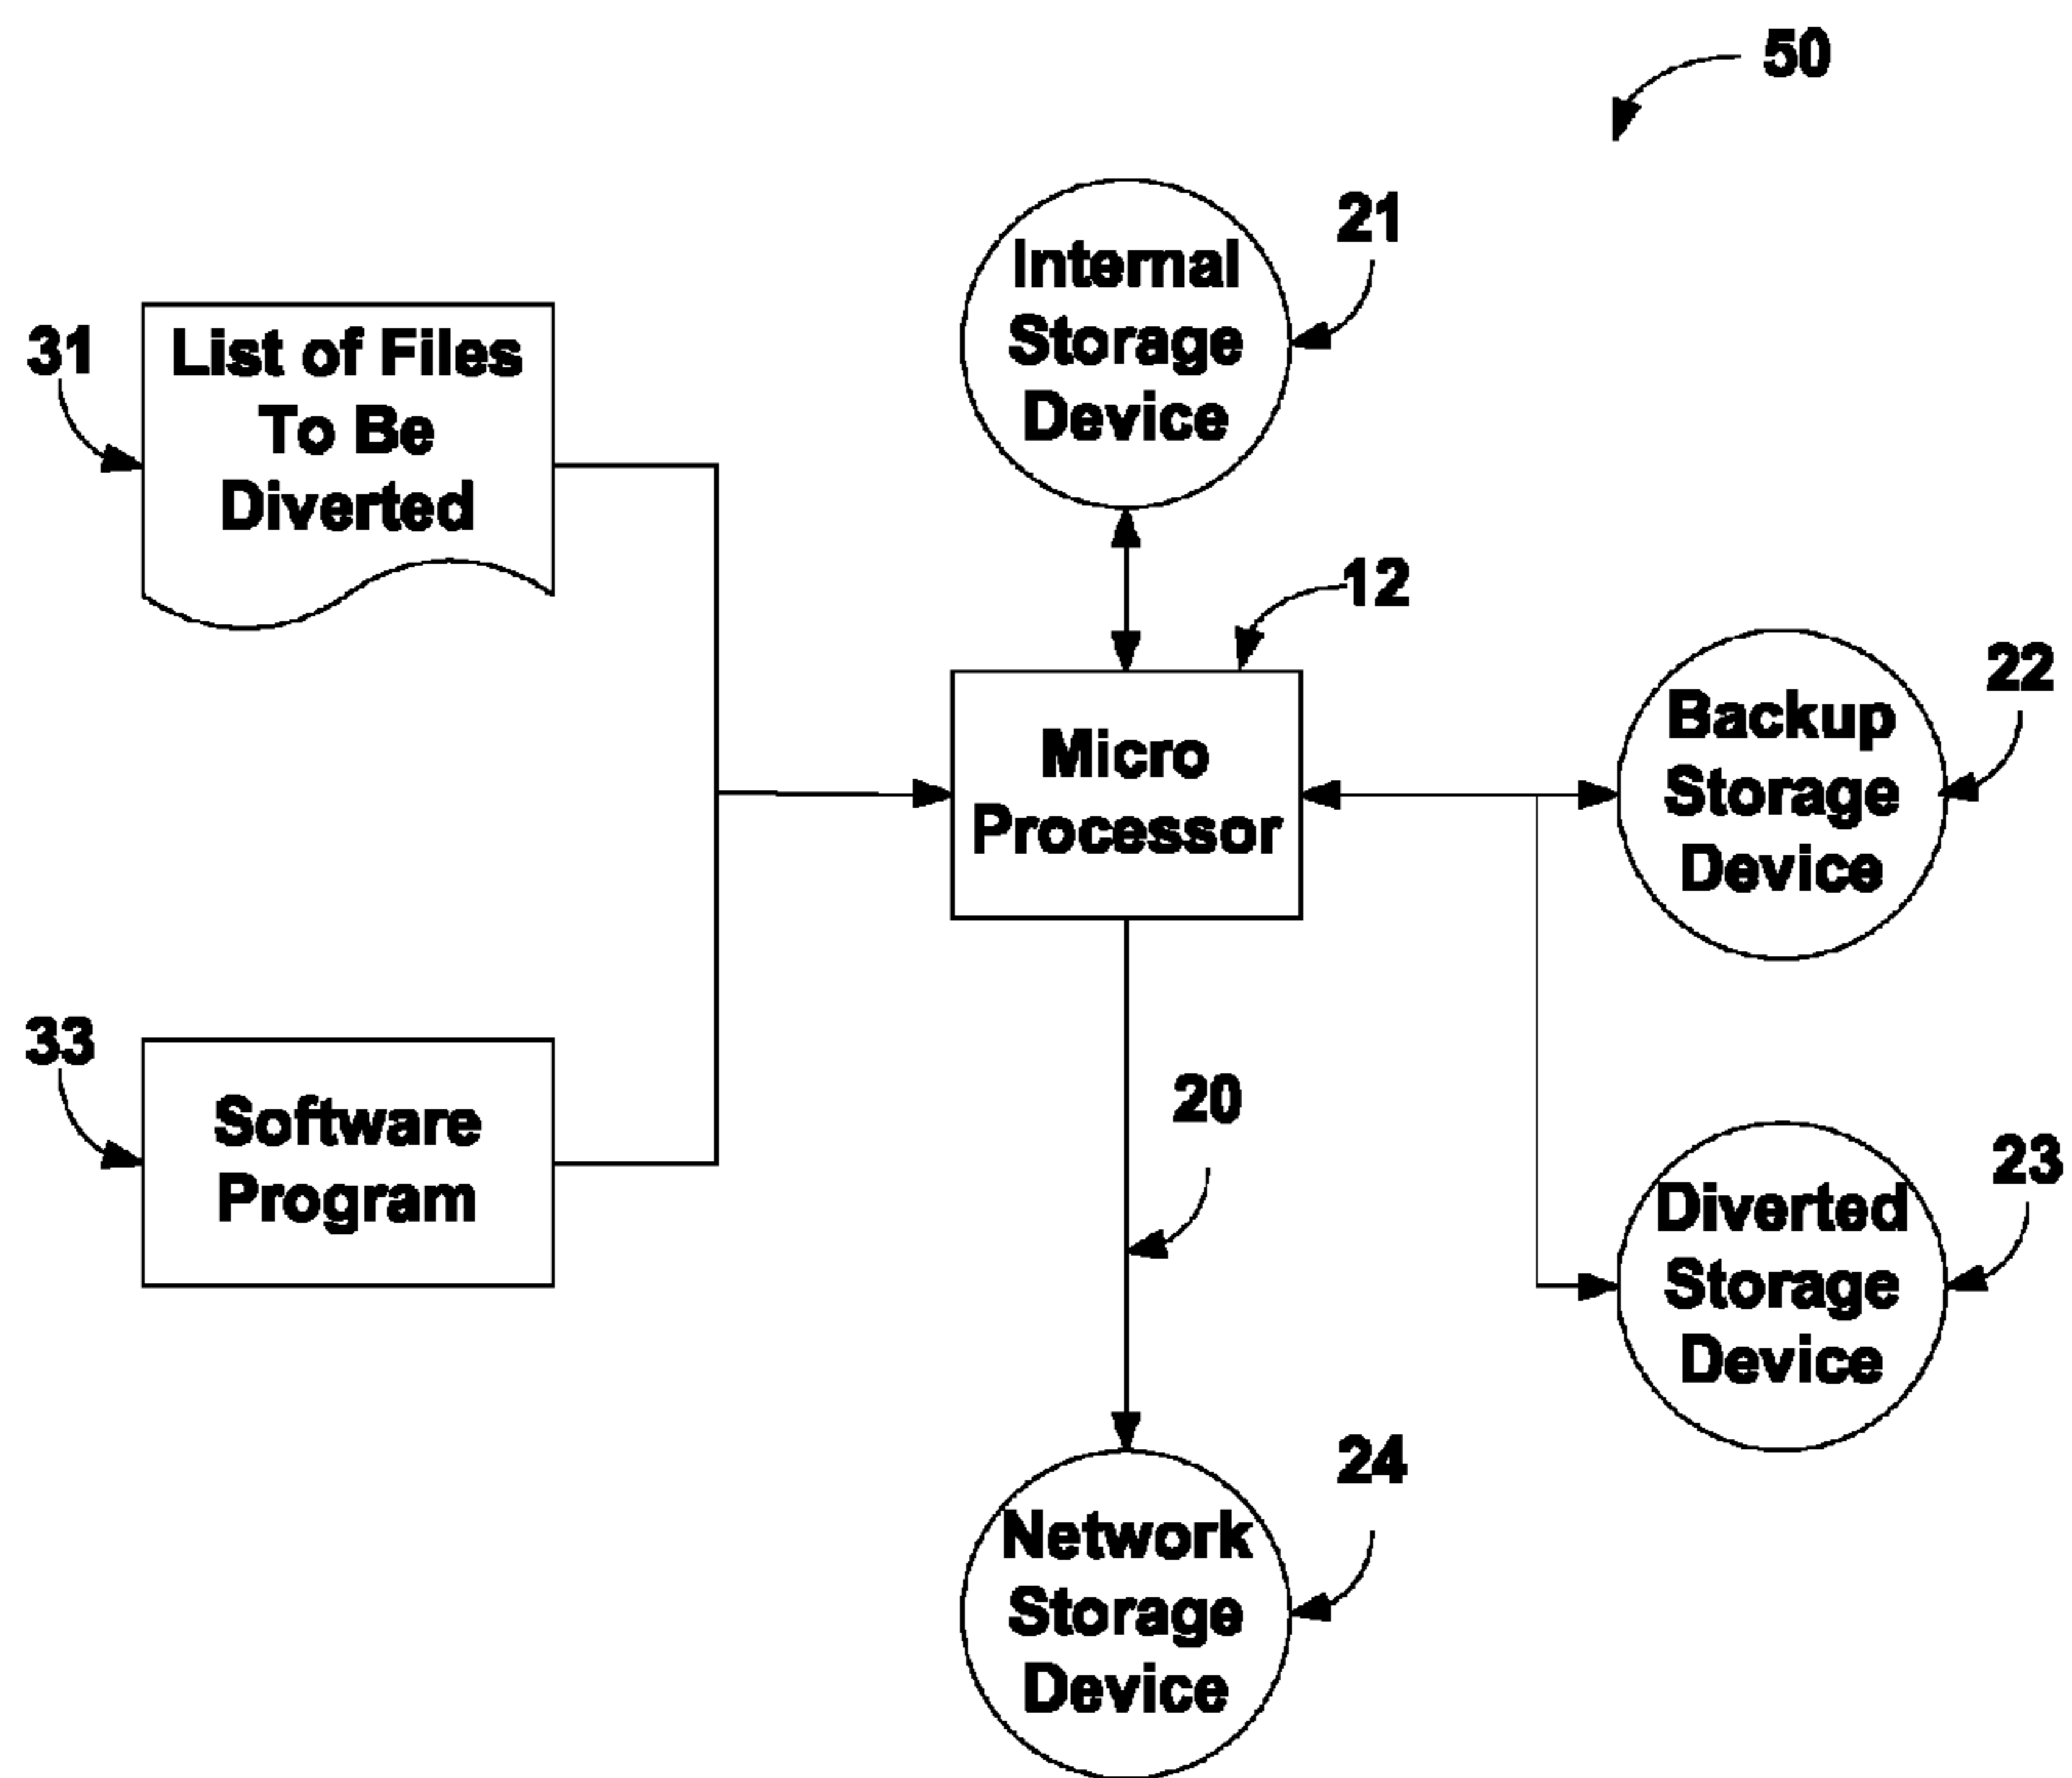 50
21
Internal
Storage
Device
31
List of Files
To Be
Diverted
12
22
Backup
Storage
Device
Micro
Processor
33
Software
Program
20
23
Diverted
Storage
Device
24
Network
Storage
Device